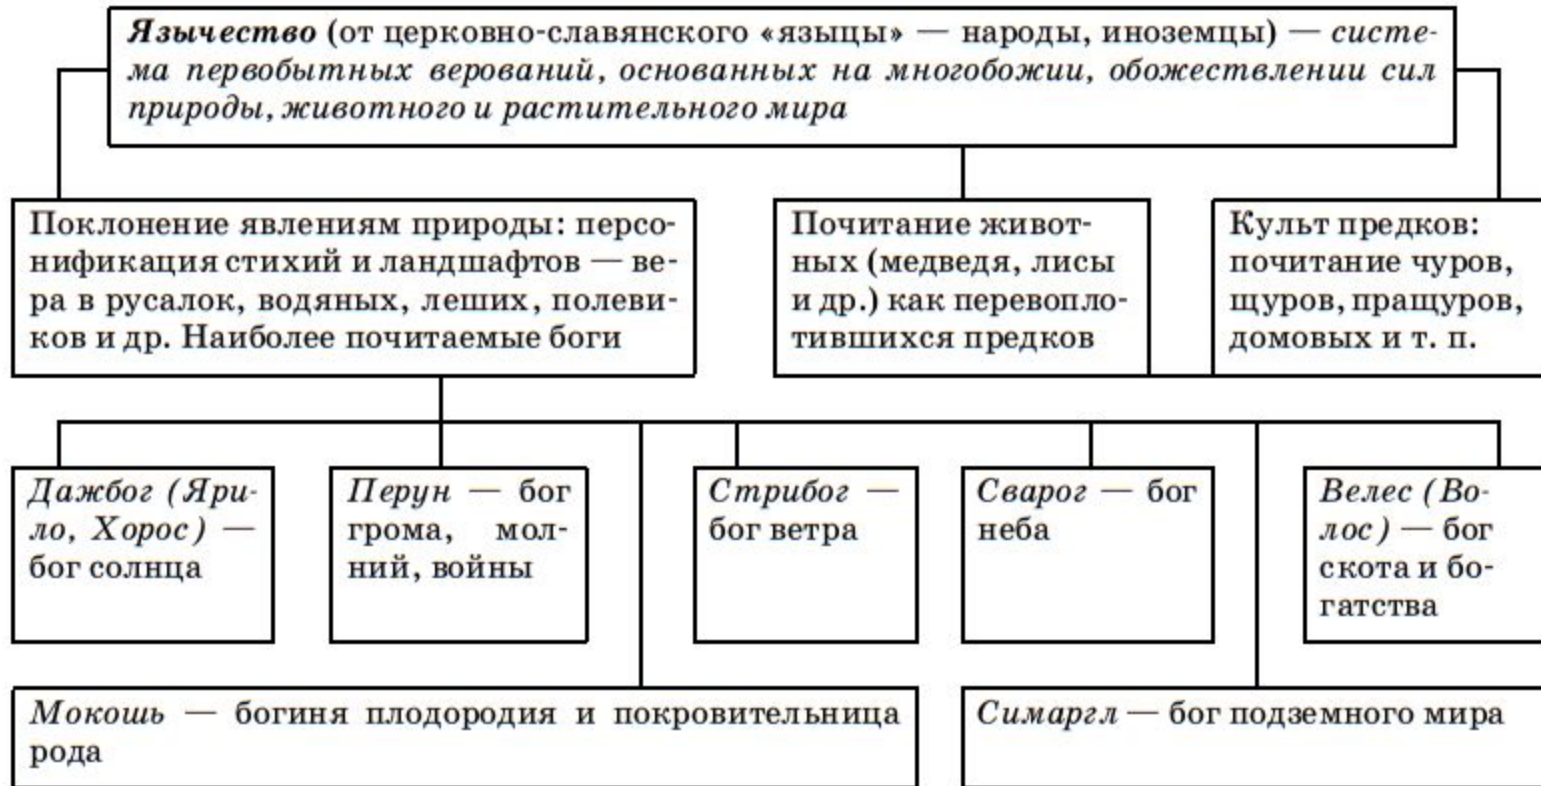 Язычество (от церковно-славянского «языцы» — народы, иноземцы) — систе-
ма первобытных верований, основанных на многобожии, обожествлении сил
природы, животного и растительного мира
Поклонение явлениям природы: персо-
нификация стихий и ландшафтов — ве-
ра в русалок, водяных, леших, полеви-
ков и др. Наиболее почитаемые боги
Почитание живот-
ных (медведя, лисы
и др.) как перевопло-
тившихся предков
Культ предков:
почитание чуров,
щуров, пращуров,
домовых и т. п.
Дажбог (Яри-
ло, Хорос) —
бог солнца
Перун — бог
грома, мол-
ний, войны
Стрибог —
бог ветра
Сварог — бог
неба
Велес (Во-
лос) — бог
скота и бо-
гатства
Мокошь — богиня плодородия и покровительница
рода
Симаргл — бог подземного мира